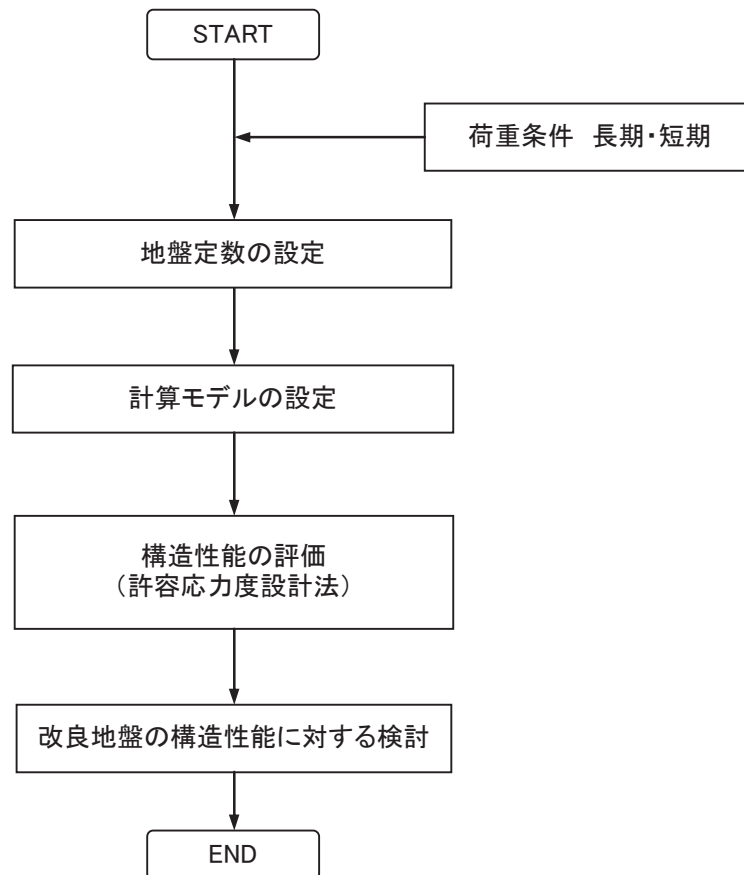 START
荷重条件　長期・短期
地盤定数の設定
計算モデルの設定
構造性能の評価
（許容応力度設計法）
改良地盤の構造性能に対する検討
END